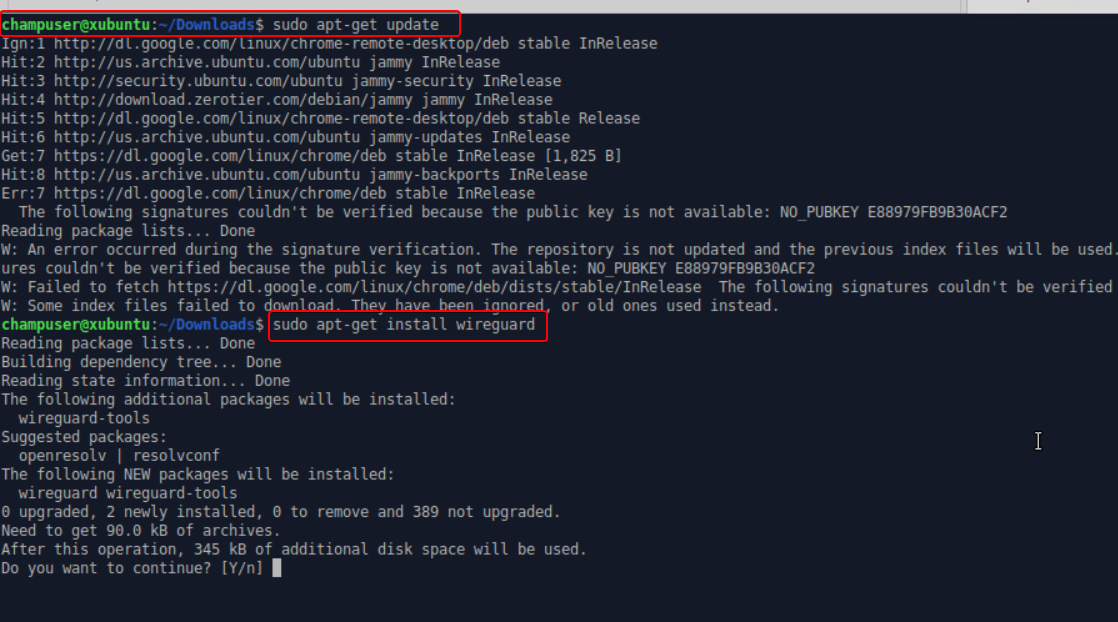 champuser@xubuntu:~/Downloads$ sudo apt-get update
Ign:1 http://dl.google.com/linux/chrome-remote-desktop/deb stable InRelease
Hit:2 http://us.archive.ubuntu.com/ubuntu jammy InRelease
Hit:3 http://security.ubuntu.com/ubuntu jammy-security InRelease
Hit:4 http://download.zerotier.com/debian/jammy jammy InRelease
Hit:5 http://dl.google.com/linux/chrome-remote-desktop/deb stable Release
Hit:6 http://us.archive.ubuntu.com/ubuntu jammy-updates InRelease
Get:7 https://dl.google.com/linux/chrome/deb stable InRelease [1,825 B]
Hit:8 http://us.archive.ubuntu.com/ubuntu jammy-backports InRelease
Err:7 https://dl.google.com/linux/chrome/deb stable InRelease
  The following signatures couldn't be verified because the public key is not available: NO_PUBKEY E88979FB9B30ACF2
Reading package lists... Done
W: An error occurred during the signature verification. The repository is not updated and the previous index files will be used.
ures couldn't be verified because the public key is not available: NO_PUBKEY E88979FB9B30ACF2
W: Failed to fetch https://dl.google.com/linux/chrome/deb/dists/stable/InRelease  The following signatures couldn't be verified
W: Some index files failed to download. They have been ignored, or old ones used instead.
champuser@xubuntu:~/Downloads$ sudo apt-get install wireguard
Reading package lists... Done
Building dependency tree... Done
Reading state information... Done
The following additional packages will be installed:
  wireguard-tools
Suggested packages:
  openresolv | resolvconf
The following NEW packages will be installed:
  wireguard wireguard-tools
0 upgraded, 2 newly installed, 0 to remove and 389 not upgraded.
Need to get 90.0 kB of archives.
After this operation, 345 kB of additional disk space will be used.
Do you want to continue? [Y/n]